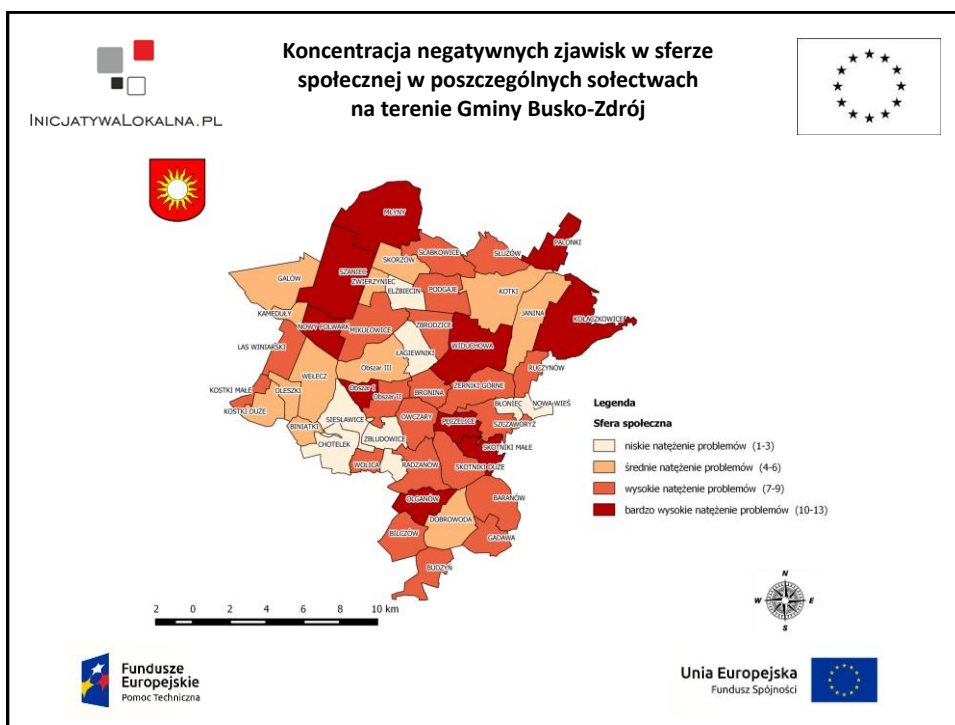 Koncentracja negatywnych zjawisk w sferze
społecznej w poszczególnych sołectwach
na terenie Gminy Busko-Zdrój
INICJATYWALOKALNA.PL
MŁYNY
PALONKI
SŁABKOWICE
SŁUŻÓW
SKORZÓW
SZANIEC
GALÓW
ZWIERZYNIEC
ELŻBIECIN
PODGAJE
KOTKI
KAMEDUŁY
JANINA
KOŁACZKOWICE
NOWY FOLWARK
MIKUŁOWICE
ZBRODZICE
LAS WINIARSKI
WIDUCHOWA
ŁAGIEWNIKI
WEŁECZ
Obszar III
RUCZYNÓW
KOSTKI MAŁE
OLESZKI
Obszar I
ŻERNIKI GÓRNE
BRONINA
Obszar II
KOSTKI DUŻE
BŁONIEC
NOWA WIEŚ
OWCZARY
SIESŁAWICE
PĘCZELICE
SZCZAWORYŻ
BINIĄTKI
CHOTELEK
ZBLUDOWICE
SKOTNIKI MAŁE
WOLICA
RADZANÓW
SKOTNIKI DUŻE
OLGANÓW
BARANÓW
DOBROWODA
BILCZÓW
GADAWA
BUDZYŃ
Legenda
Sfera społeczna
niskie natężenie problemów (1-3)
średnie natężenie problemów (4-6)
wysokie natężenie problemów (7-9)
bardzo wysokie natężenie problemów (10-13)
2 0 2 4 6 8 10 km
N
W E
S
Fundusze
Europejskie
Pomoc Techniczna
Unia Europejska
Fundusz Spójności